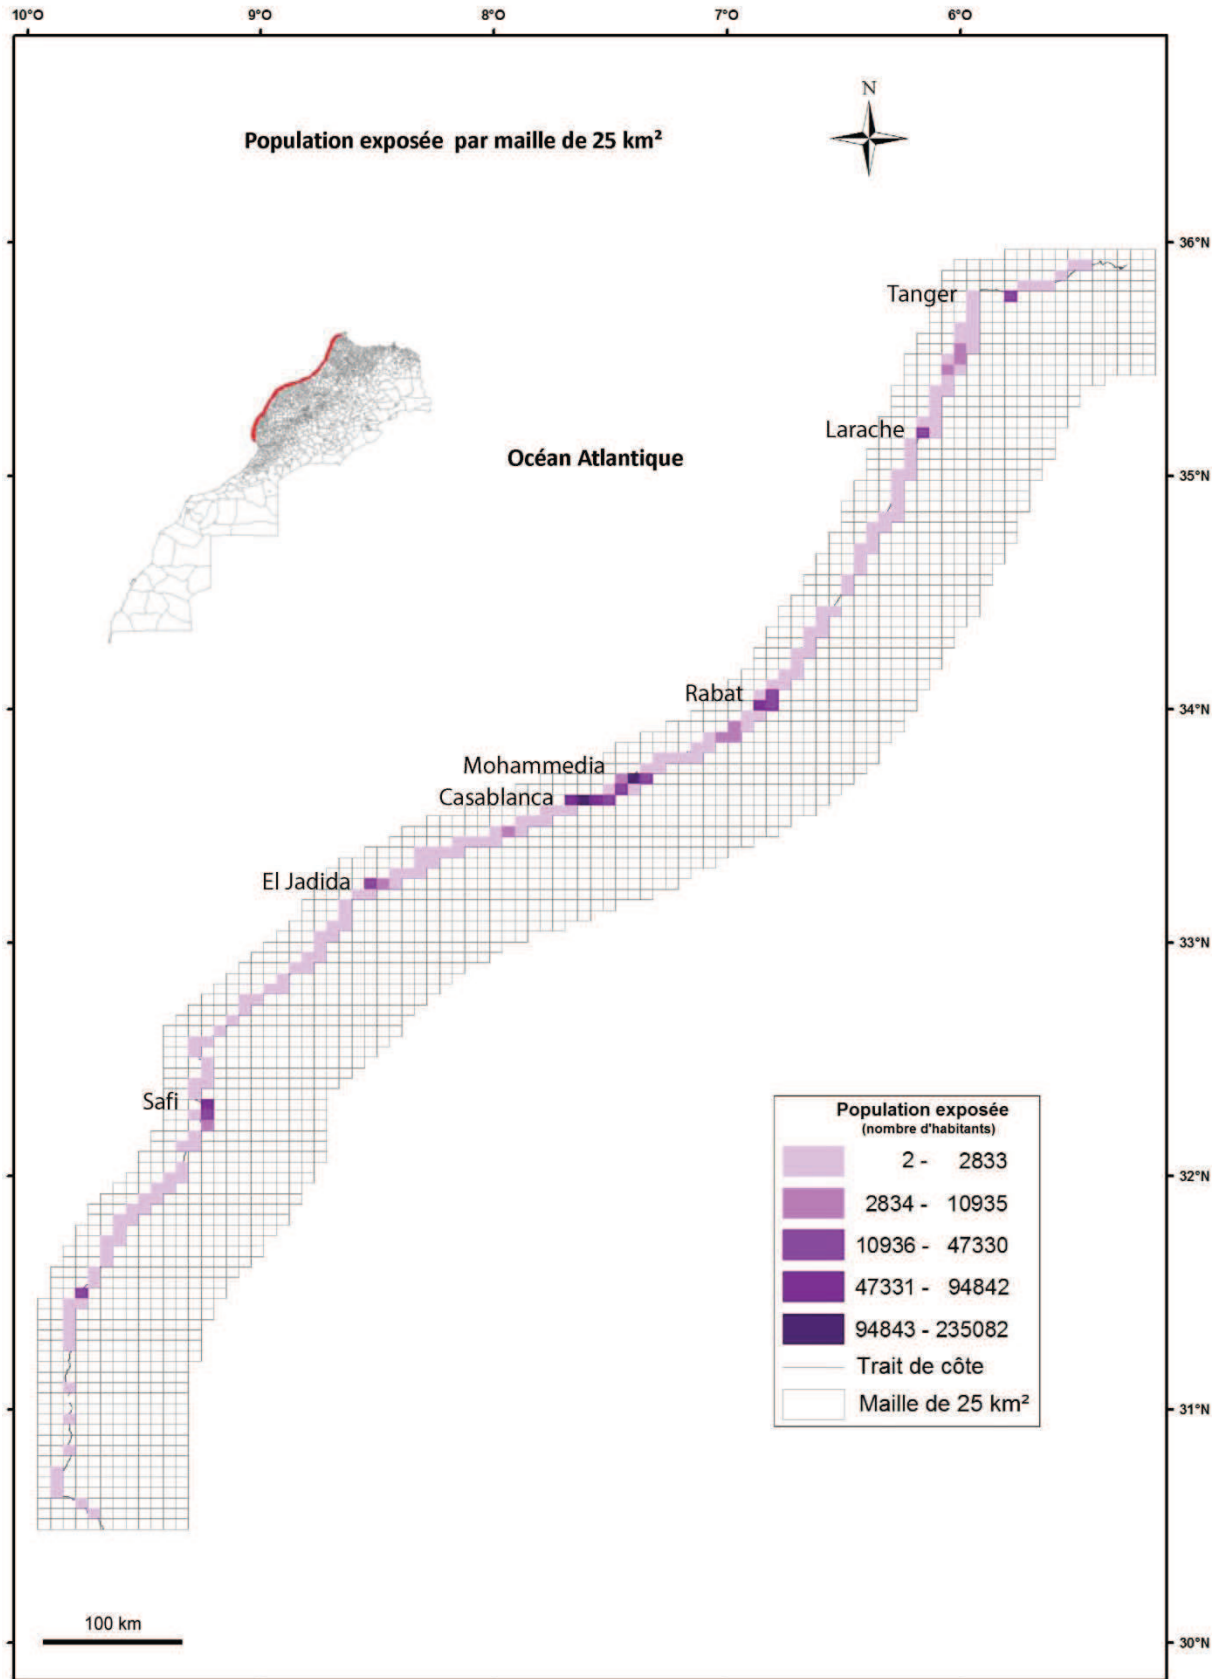 10°O 9°O 8°O 7°O 6°O
N
Population exposée par maille de 25 km²
36°N
Tanger
Larache
Océan Atlantique
35°N
Rabat
34°N
Mohammedia
Casablanca
El Jadida
33°N
Safi
Population exposée
(nombre d'habitants)
2 - 2833
32°N
2834 - 10935
10936 - 47330
47331 - 94842
94843 - 235082
Trait de côte
Maille de 25 km²
31°N
100 km
30°N